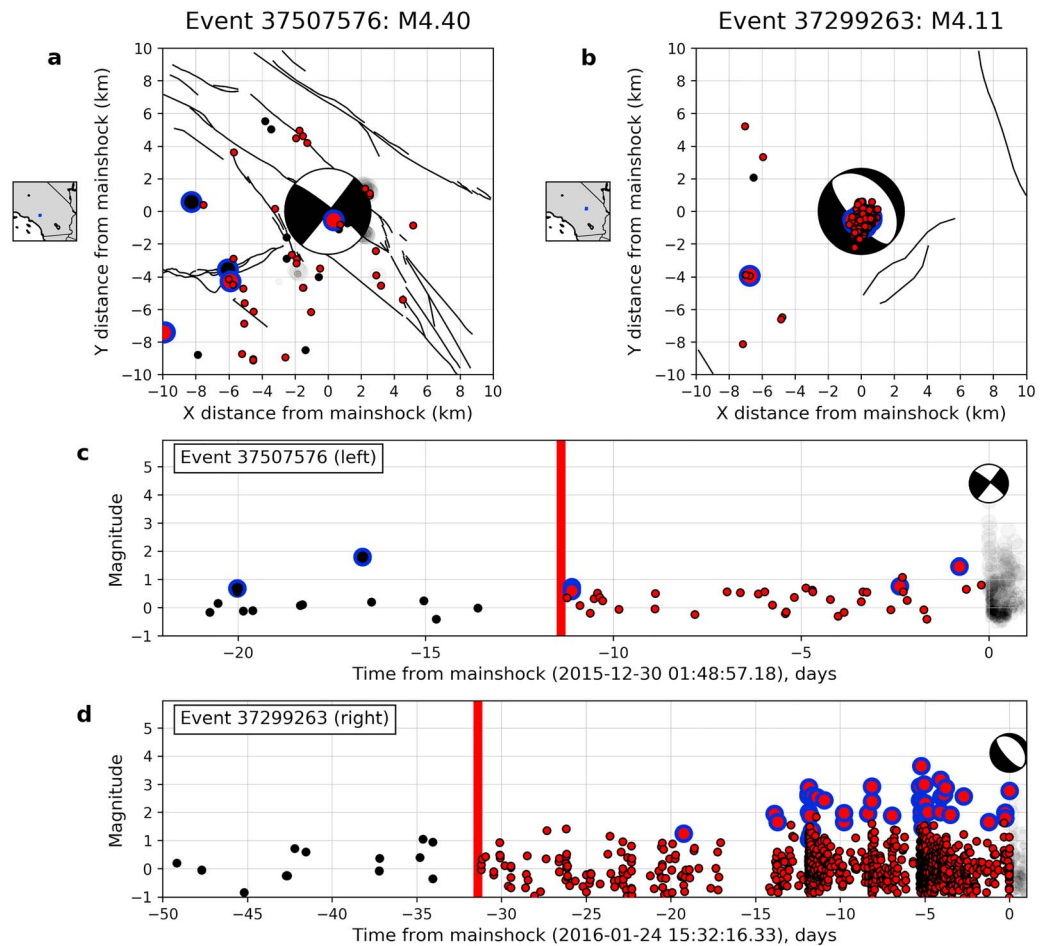 Event 37507576: M4.40
Event 37299263: M4.11
a
b
10
8
6
4
2
0
−2
−4
−6
−8
−10
Y distance from mainshock (km)
−10 −8 −6 −4 −2 0 2 4 6 8 10
X distance from mainshock (km)
10
8
6
4
2
0
−2
−4
−6
−8
−10
Y distance from mainshock (km)
−10 −8 −6 −4 −2 0 2 4 6 8 10
X distance from mainshock (km)
c
Event 37507576 (left)
5
4
3
2
1
0
−1
Magnitude
−20 −15 −10 −5 0
Time from mainshock (2015-12-30 01:48:57.18), days
d
Event 37299263 (right)
5
4
3
2
1
0
−1
Magnitude
−50 −45 −40 −35 −30 −25 −20 −15 −10 −5 0
Time from mainshock (2016-01-24 15:32:16.33), days